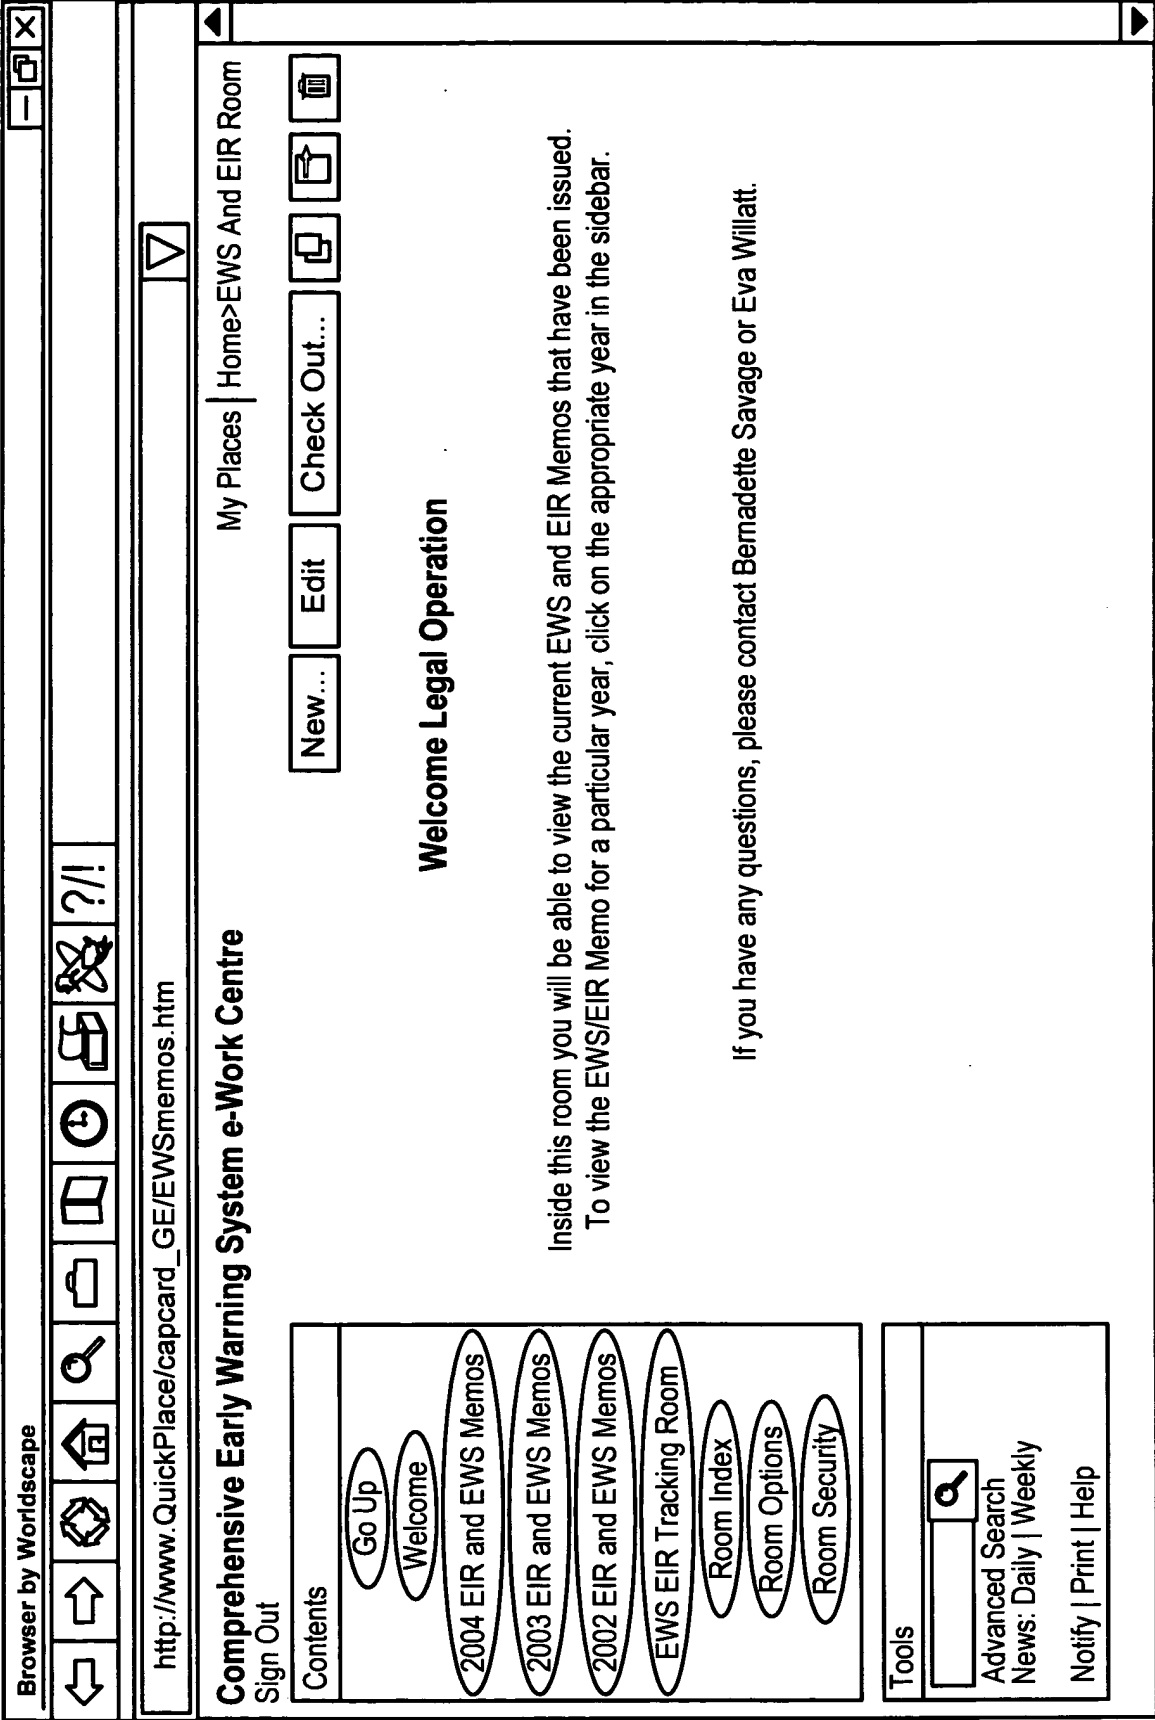 Browser by Worldscape
?/!
http://www.QuickPlace/capcard_GE/EWSmemos.htm
Comprehensive Early Warning System e-Work Centre
Sign Out
My Places | Home>EWS And EIR Room
New...
Edit
Check Out...
Contents
Go Up
Welcome
2004 EIR and EWS Memos
2003 EIR and EWS Memos
2002 EIR and EWS Memos
EWS EIR Tracking Room
Room Index
Room Options
Room Security
Welcome Legal Operation
Inside this room you will be able to view the current EWS and EIR Memos that have been issued.
To view the EWS/EIR Memo for a particular year, click on the appropriate year in the sidebar.
If you have any questions, please contact Bernadette Savage or Eva Willatt.
Tools
Advanced Search
News: Daily | Weekly
Notify | Print | Help